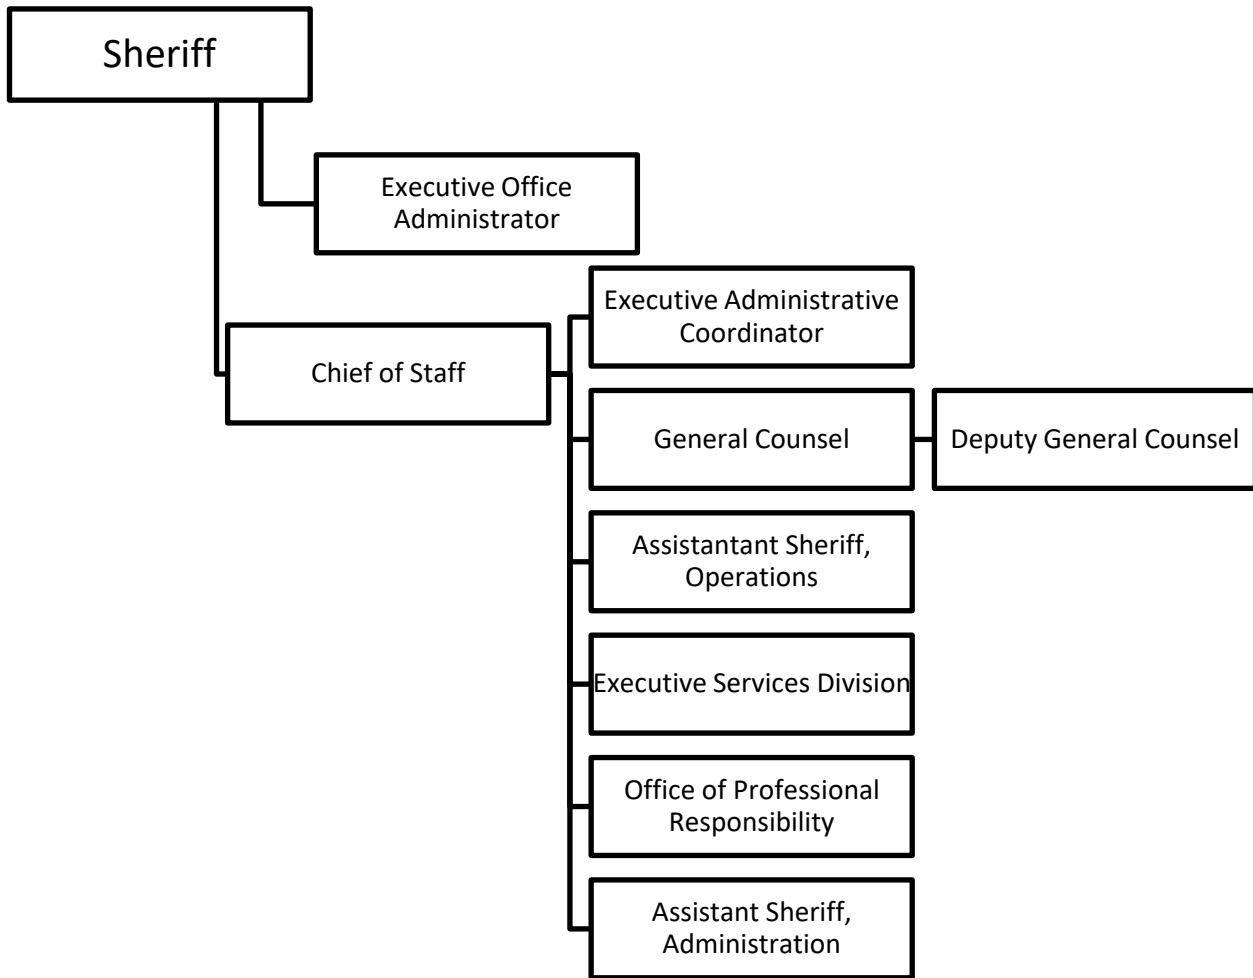 Sheriff
Executive Office
Administrator
Executive Administrative
Coordinator
Chief of Staff
General Counsel
Deputy General Counsel
Assistantant Sheriff,
Operations
Executive Services Division
Office of Professional
Responsibility
Assistant Sheriff,
Administration